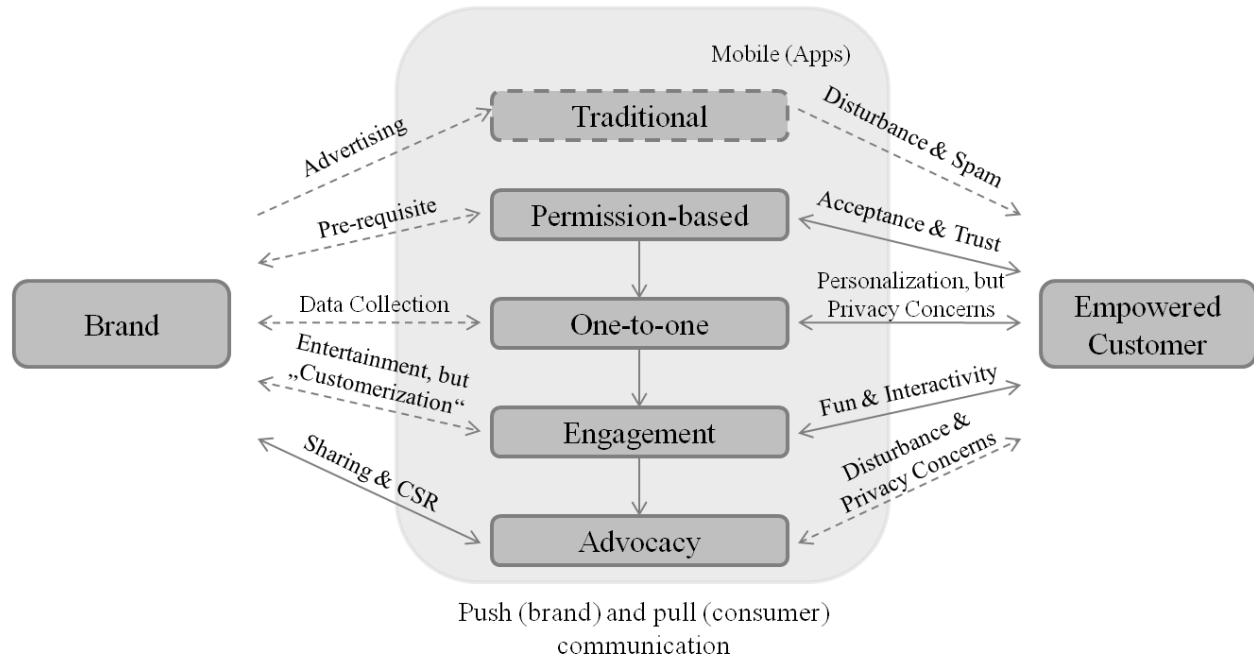 Mobile (Apps)
Traditional
Advertising
Disturbance & Spam
Pre-requisite
Permission-based
Acceptance & Trust
Brand
Data Collection
One-to-one
Personalization, but
Privacy Concerns
Empowered
Customer
Entertainment, but
„Customerization“
Engagement
Fun & Interactivity
Sharing & CSR
Advocacy
Disturbance &
Privacy Concerns
Push (brand) and pull (consumer)
communication